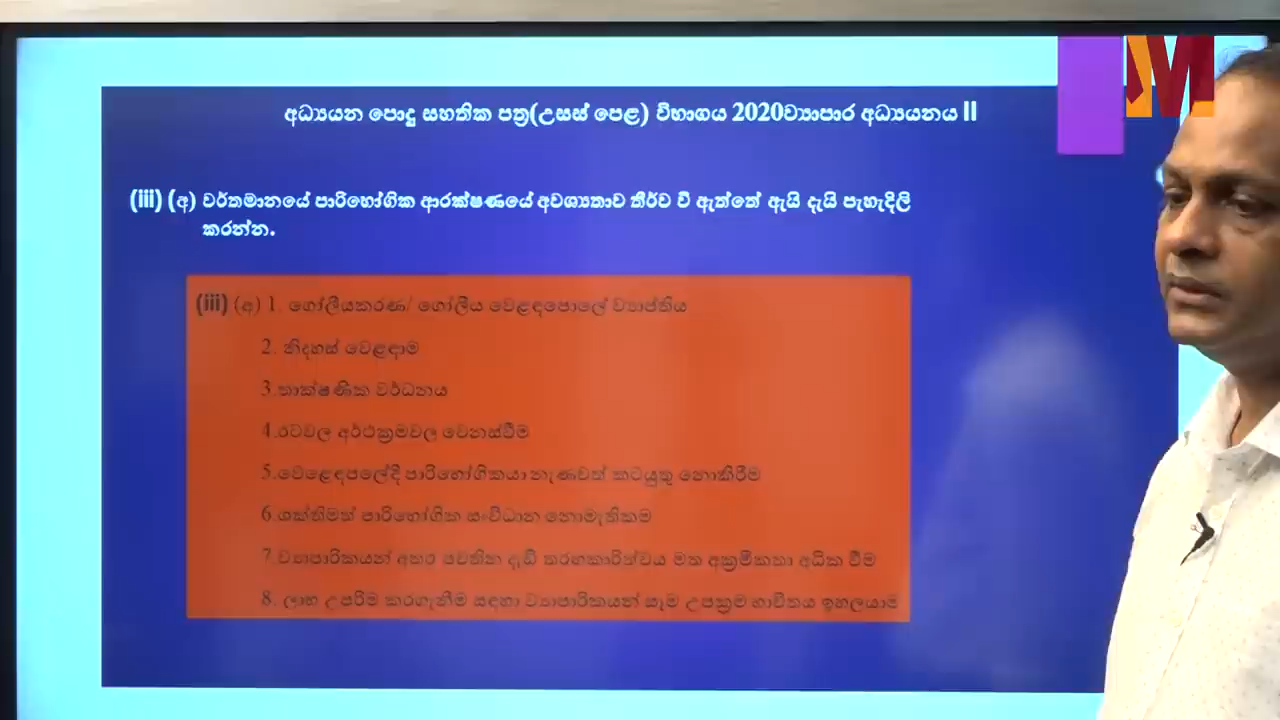 අධ්‍යයන පොදු සහතික පත්‍ර(උසස් පෙළ) විභාගය 2020ව්‍යාපාර අධ්‍යයනය II
(iii) (අ) වර්තමානයේ පාරිභෝගික ආරක්ෂණයේ අවශ්‍යතාව තීර්ව වී ඇත්තේ ඇයි දැයි පැහැදිලි
කරන්න.
(iii) (අ) 1. ගෝලීයකරණ/ ගෝලීය වෙළඳපොලේ ව්‍යාප්තිය
2. නිදහස් වෙළඳාම
3.තාක්ෂණික වර්ධනය
4.රටවල අර්ථක්‍රමවල වෙනස්වීම
5.වෙළෙඳපලේදී පාරිභෝගිකයා නැණවත් කටයුතු නොකිරීම
6.ශක්තිමත් පාරිභෝගික සංවිධාන නොමැතිකම
7.ව්‍යාපාරිකයන් අතර පවතින දැඩි තරඟකාරිත්වය මත අක්‍රමිකතා අධික වීම
8. ලාභ උපරිම කරගැනීම සඳහා ව්‍යාපාරිකයන් සෑම උපක්‍රම භාවිතය ඉහලයාම
M